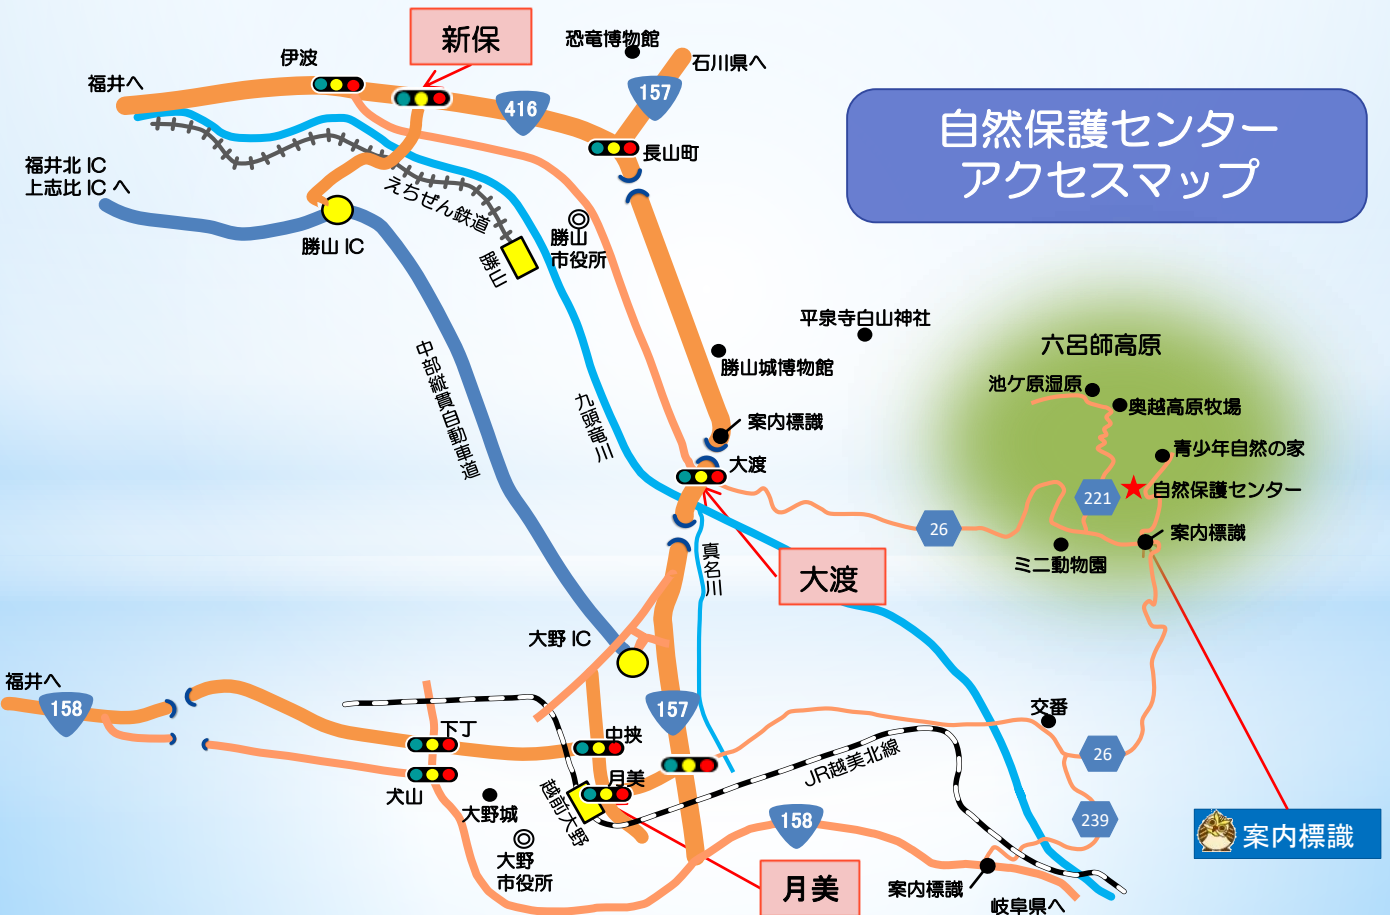 新保
恐竜博物館
伊波
石川県へ
福井へ
157
416
自然保護センター
アクセスマップ
長山町
福井北 IC
上志比 IC へ
えちぜん鉄道
勝山 IC
勝山
市役所
勝山
平泉寺白山神社
六呂師高原
中部縦貫自動車道
勝山城博物館
池ケ原湿原
奥越高原牧場
九頭竜川
案内標識
青少年自然の家
大渡
221
自然保護センター
26
案内標識
真名川
ミニ動物園
大渡
大野 IC
福井へ
158
157
交番
下丁
中挟
26
JR越美北線
月美
犬山
越前大野
大野城
158
239
案内標識
大野
市役所
月美
案内標識
岐阜県へ